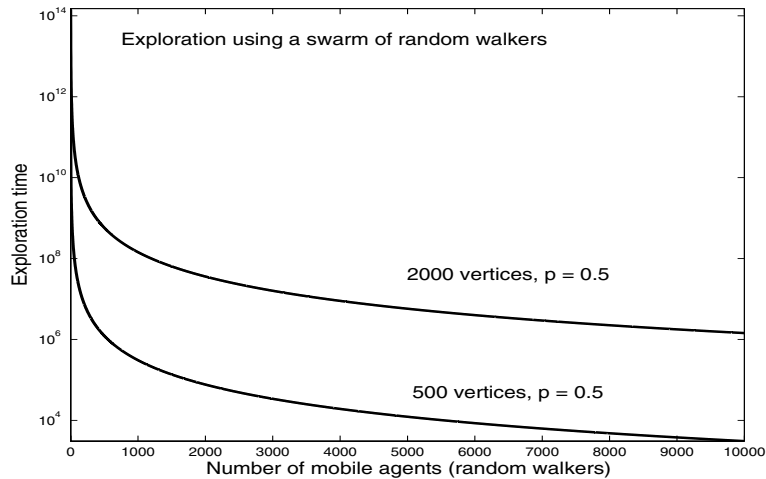 Exploration using a swarm of random walkers
Exploration time
10^14
10^12
10^10
10^8
10^6
10^4
2000 vertices, p = 0.5
500 vertices, p = 0.5
0 1000 2000 3000 4000 5000 6000 7000 8000 9000 10000
Number of mobile agents (random walkers)